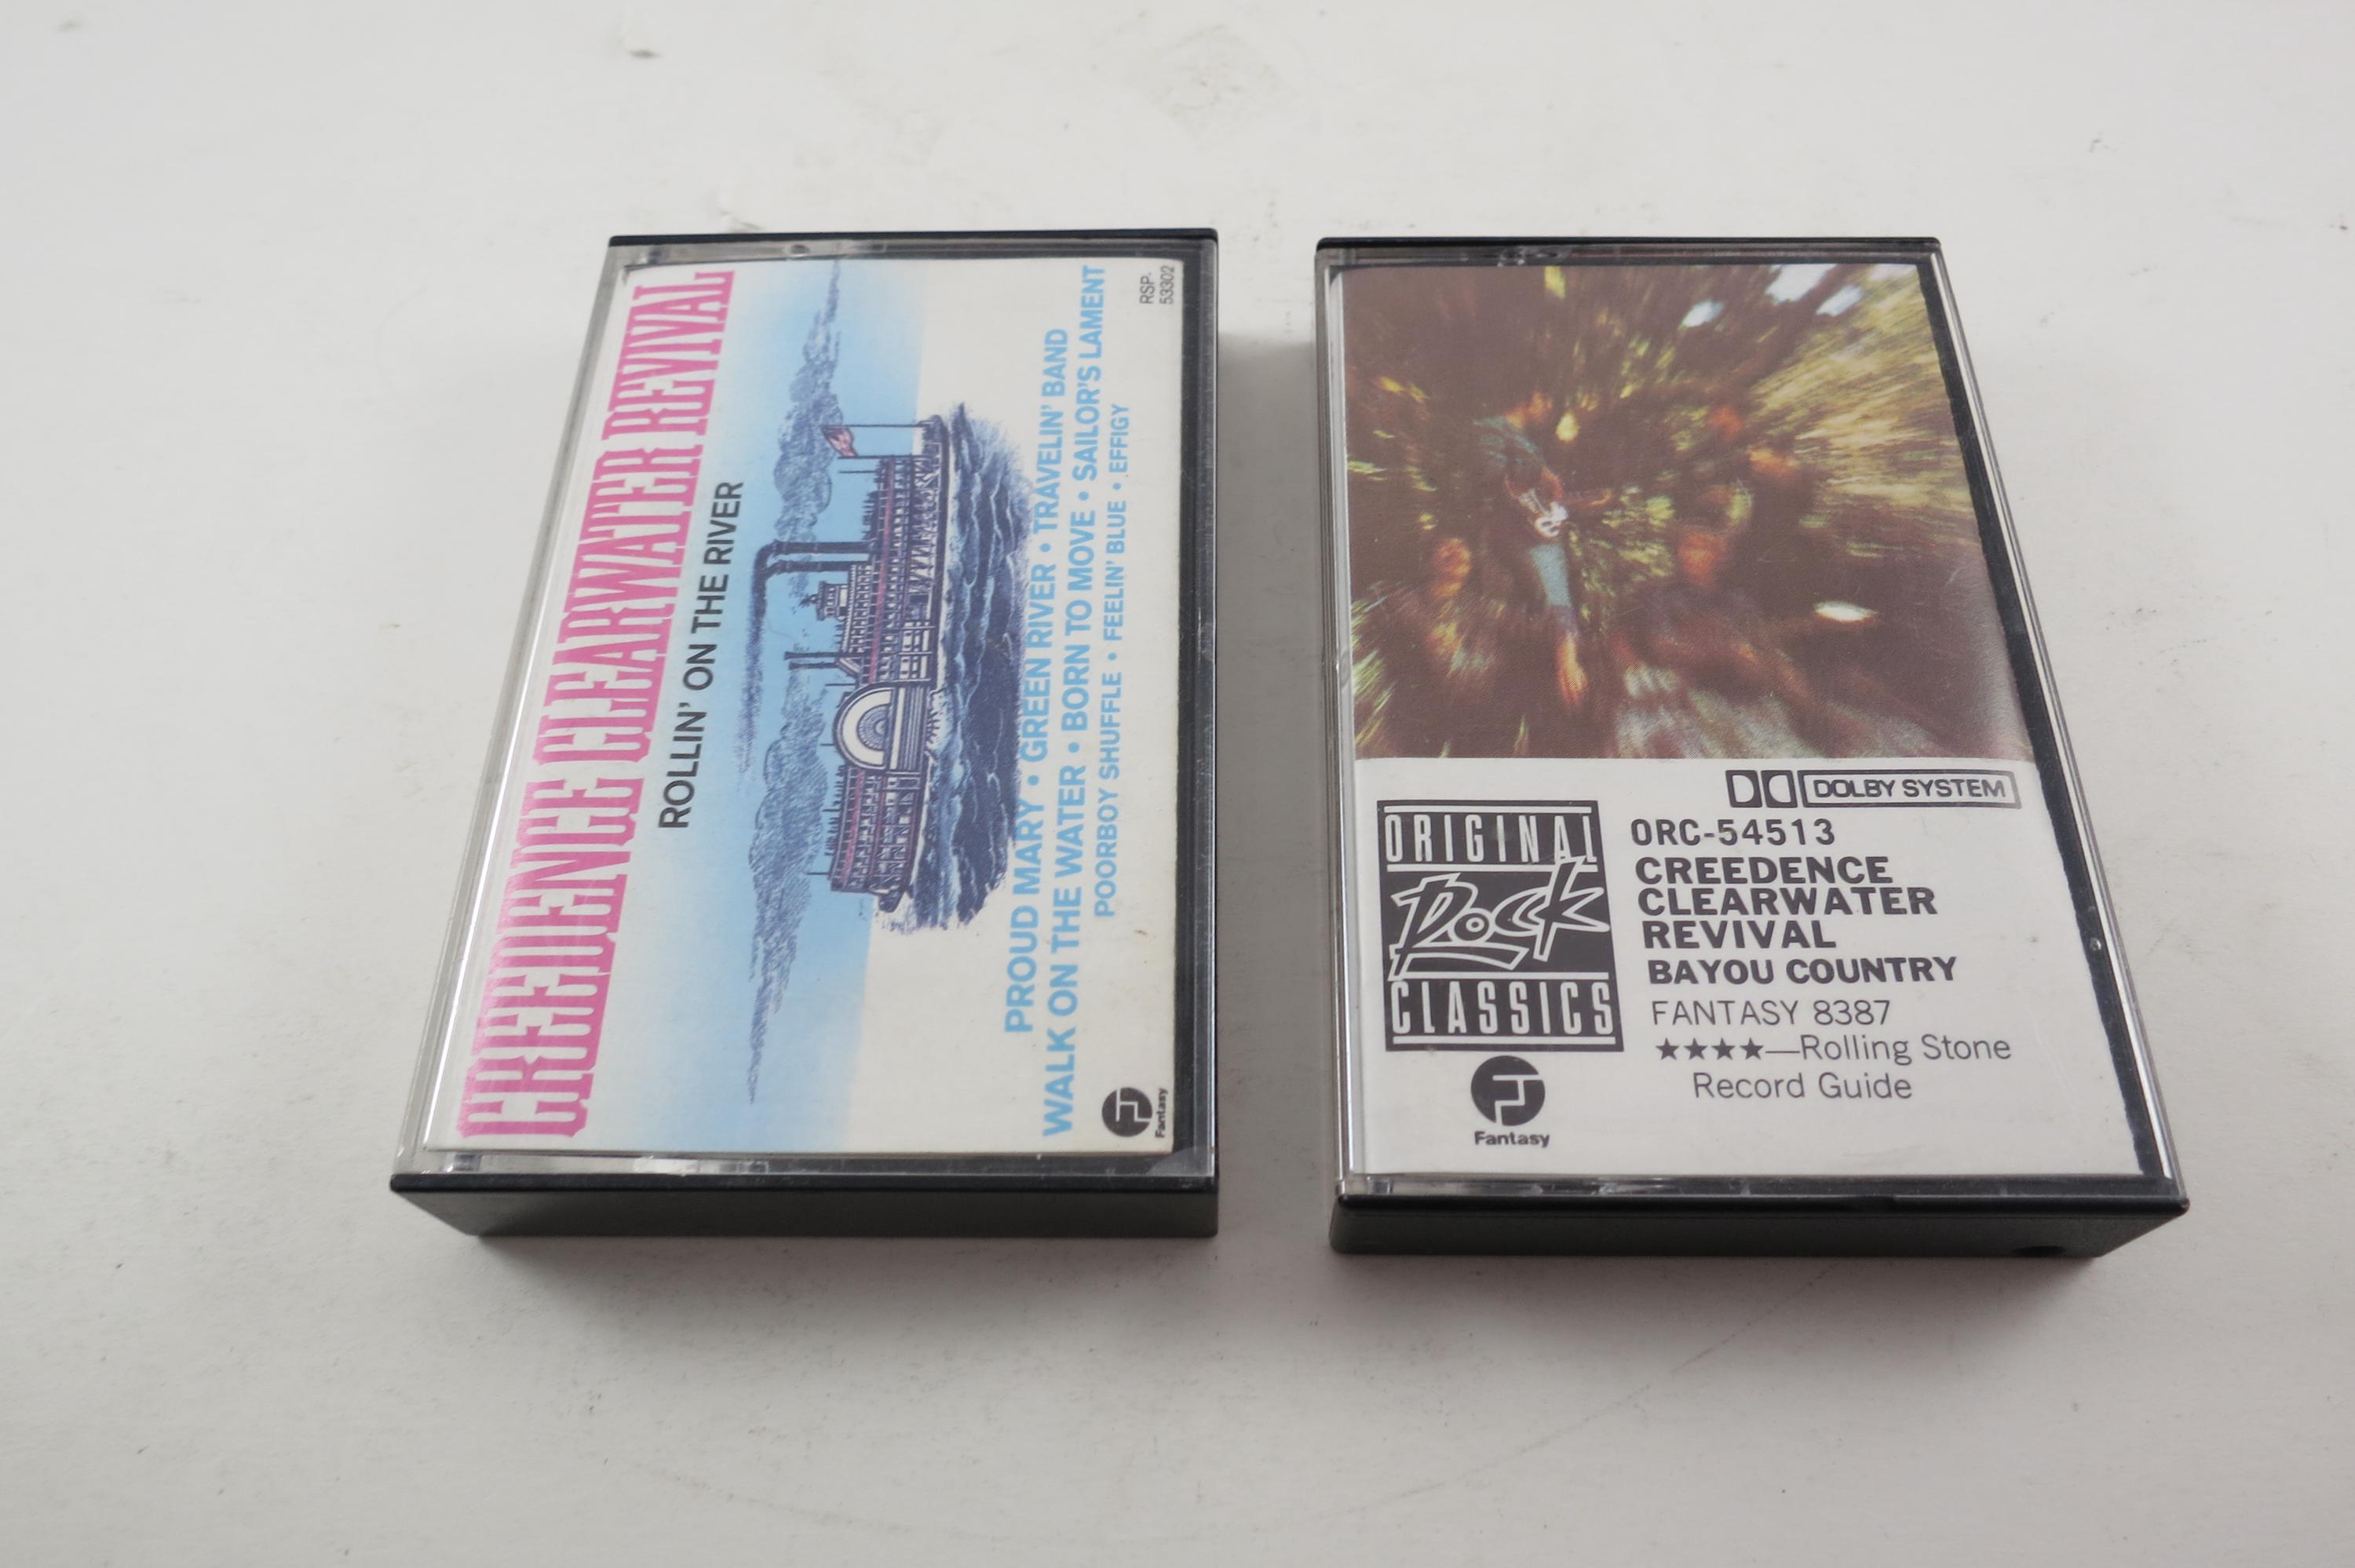 CREEDENCE CLEARWATER REVIVAL
ROLLIN' ON THE RIVER
PROUD MARY • GREEN RIVER • TRAVELIN' BAND
WALK ON THE WATER • BORN TO MOVE • SAILOR'S LAMENT
POORBOY SHUFFLE • FEELIN' BLUE • EFFIGY
Fantasy
RSP-
53302
DOLBY SYSTEM
ORIGINAL
Rock
CLASSICS
Fantasy
ORC-54513
CREEDENCE
CLEARWATER
REVIVAL
BAYOU COUNTRY
FANTASY 8387
★★★★—Rolling Stone
Record Guide